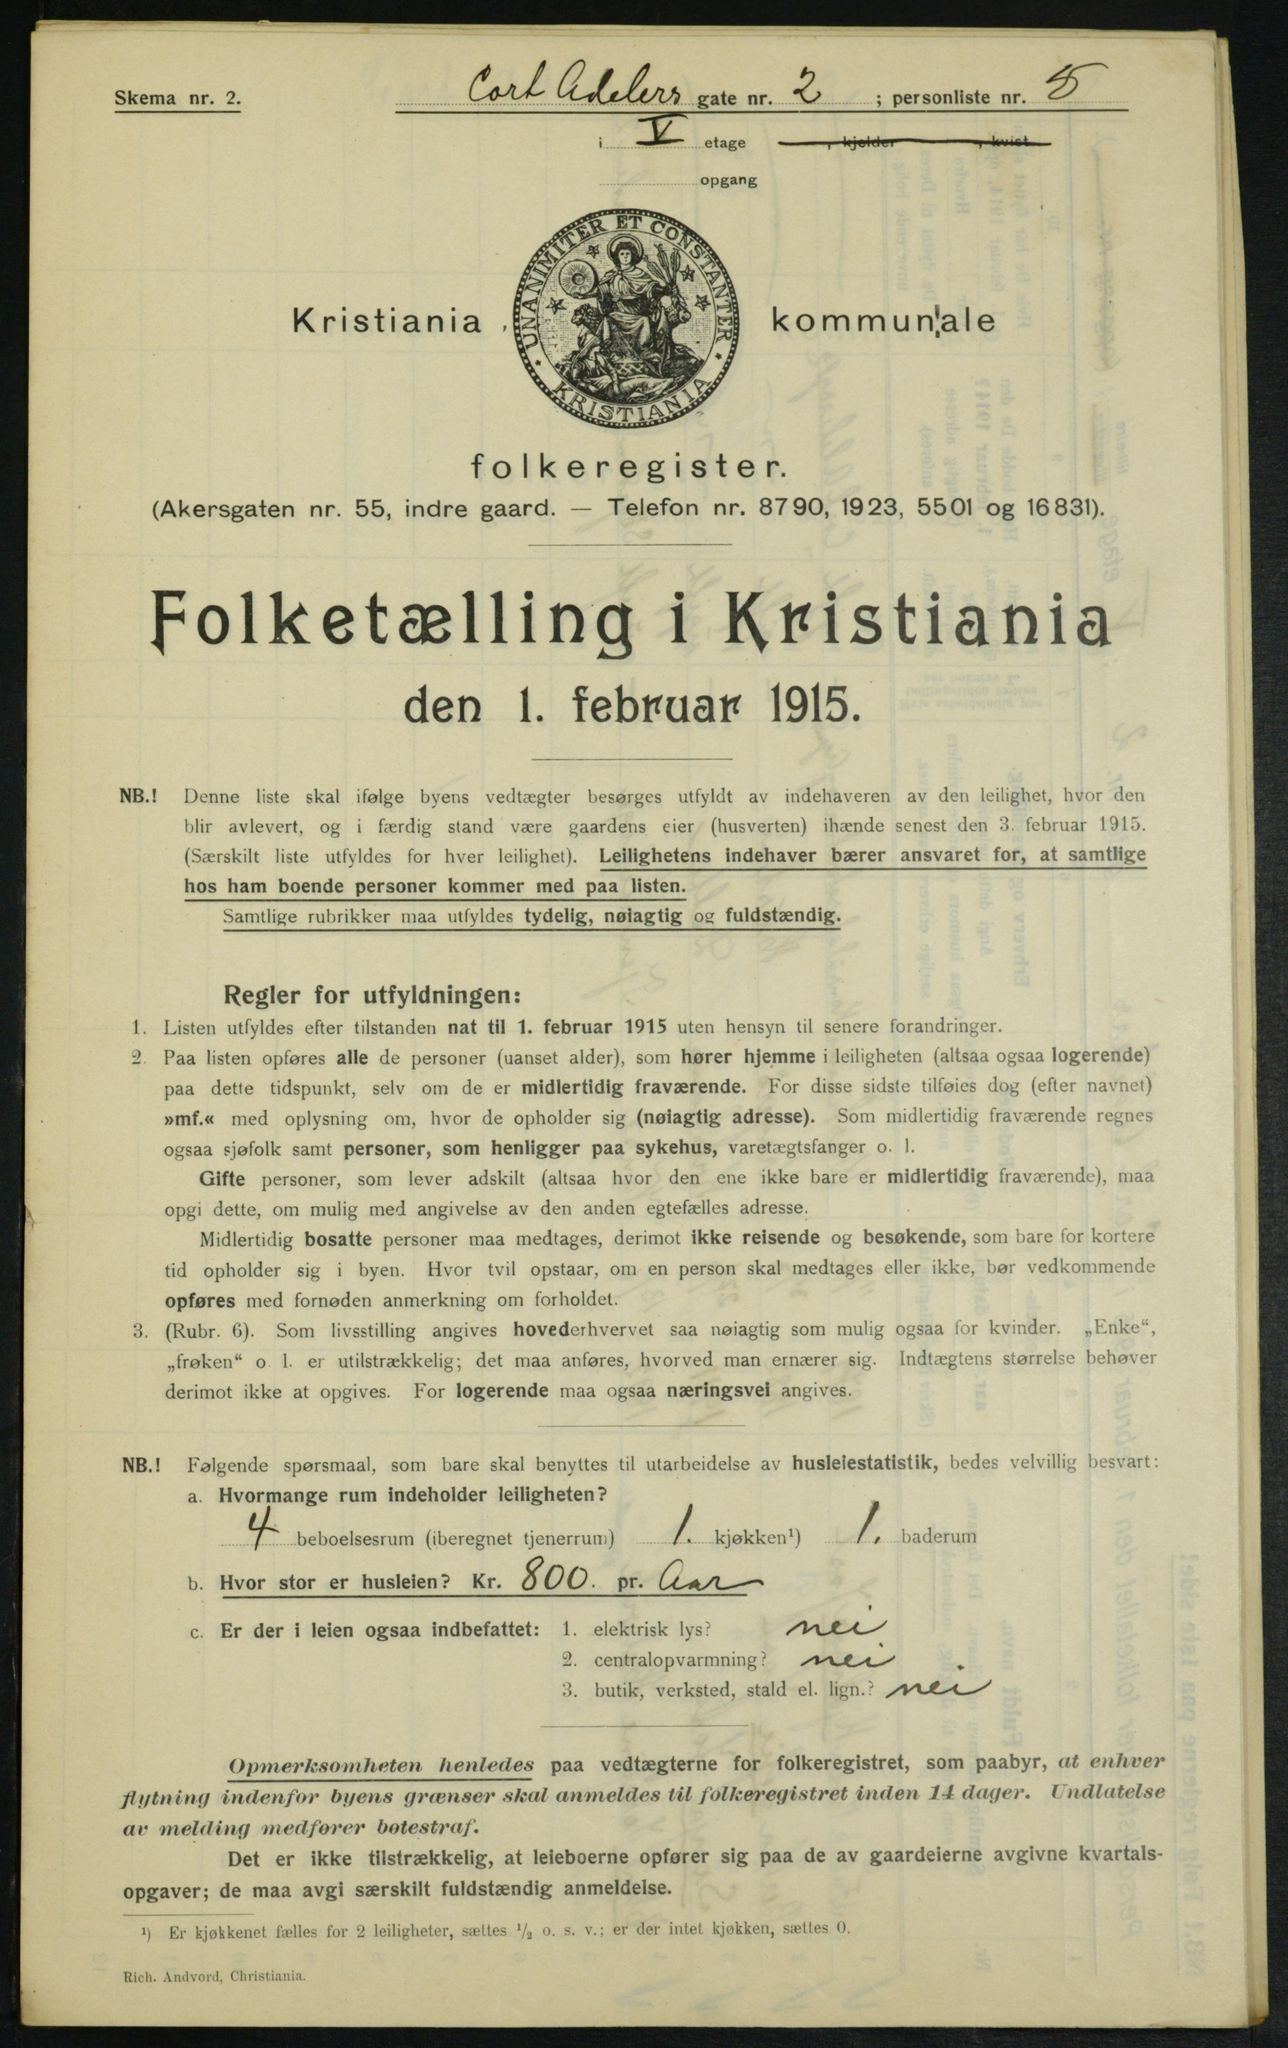 Skema nr. 2.
Cort Adelers gate nr. 2 ; personliste nr. 8
i V etage , kjelder , kvist
opgang
UNANIMITER ET CONSTANTER
KRISTIANIA
Kristiania kommunale
folkeregister.
(Akersgaten nr. 55, indre gaard. — Telefon nr. 8790, 1923, 5501 og 16831).
Folketælling i Kristiania
den 1. februar 1915.
NB.! Denne liste skal ifølge byens vedtægter besørges utfyldt av indehaveren av den leilighet, hvor den
blir avlevert, og i færdig stand være gaardens eier (husverten) ihænde senest den 3. februar 1915.
(Særskilt liste utfyldes for hver leilighet). Leilighetens indehaver bærer ansvaret for, at samtlige
hos ham boende personer kommer med paa listen.
Samtlige rubrikker maa utfyldes tydelig, nøiagtig og fuldstændig.
Regler for utfyldningen:
1. Listen utfyldes efter tilstanden nat til 1. februar 1915 uten hensyn til senere forandringer.
2. Paa listen opføres alle de personer (uanset alder), som hører hjemme i leiligheten (altsaa ogsaa logerende)
paa dette tidspunkt, selv om de er midlertidig fraværende. For disse sidste tilføies dog (efter navnet)
»mf.« med oplysning om, hvor de opholder sig (nøiagtig adresse). Som midlertidig fraværende regnes
ogsaa sjøfolk samt personer, som henligger paa sykehus, varetægtsfanger o. l.
Gifte personer, som lever adskilt (altsaa hvor den ene ikke bare er midlertidig fraværende), maa
opgi dette, om mulig med angivelse av den anden egtefælles adresse.
Midlertidig bosatte personer maa medtages, derimot ikke reisende og besøkende, som bare for kortere
tid opholder sig i byen. Hvor tvil opstaar, om en person skal medtages eller ikke, bør vedkommende
opføres med fornøden anmerkning om forholdet.
3. (Rubr. 6). Som livsstilling angives hovederhvervet saa nøiagtig som mulig ogsaa for kvinder. „Enke“,
„frøken“ o. l. er utilstrækkelig; det maa anføres, hvorved man ernærer sig. Indtægtens størrelse behøver
derimot ikke at opgives. For logerende maa ogsaa næringsvei angives.
NB.! Følgende spørsmaal, som bare skal benyttes til utarbeidelse av husleiestatistik, bedes velvillig besvart:
a. Hvormange rum indeholder leiligheten?
4 beboelsesrum (iberegnet tjenerrum) 1. kjøkken¹) 1. baderum
b. Hvor stor er husleien? Kr. 800. pr. Aar
c. Er der i leien ogsaa indbefattet: 1. elektrisk lys? nei
2. centralopvarmning? nei
3. butik, verksted, stald el. lign.? nei
Opmerksomheten henledes paa vedtægterne for folkeregistret, som paabyr, at enhver
flytning indenfor byens grænser skal anmeldes til folkeregistret inden 14 dager. Undlatelse
av melding medfører bøtestraf.
Det er ikke tilstrækkelig, at leieboerne opfører sig paa de av gaardeierne avgivne kvartals-
opgaver; de maa avgi særskilt fuldstændig anmeldelse.
¹) Er kjøkkenet fælles for 2 leiligheter, sættes ½ o. s. v.; er der intet kjøkken, sættes 0.
Rich. Andvord, Christiania.